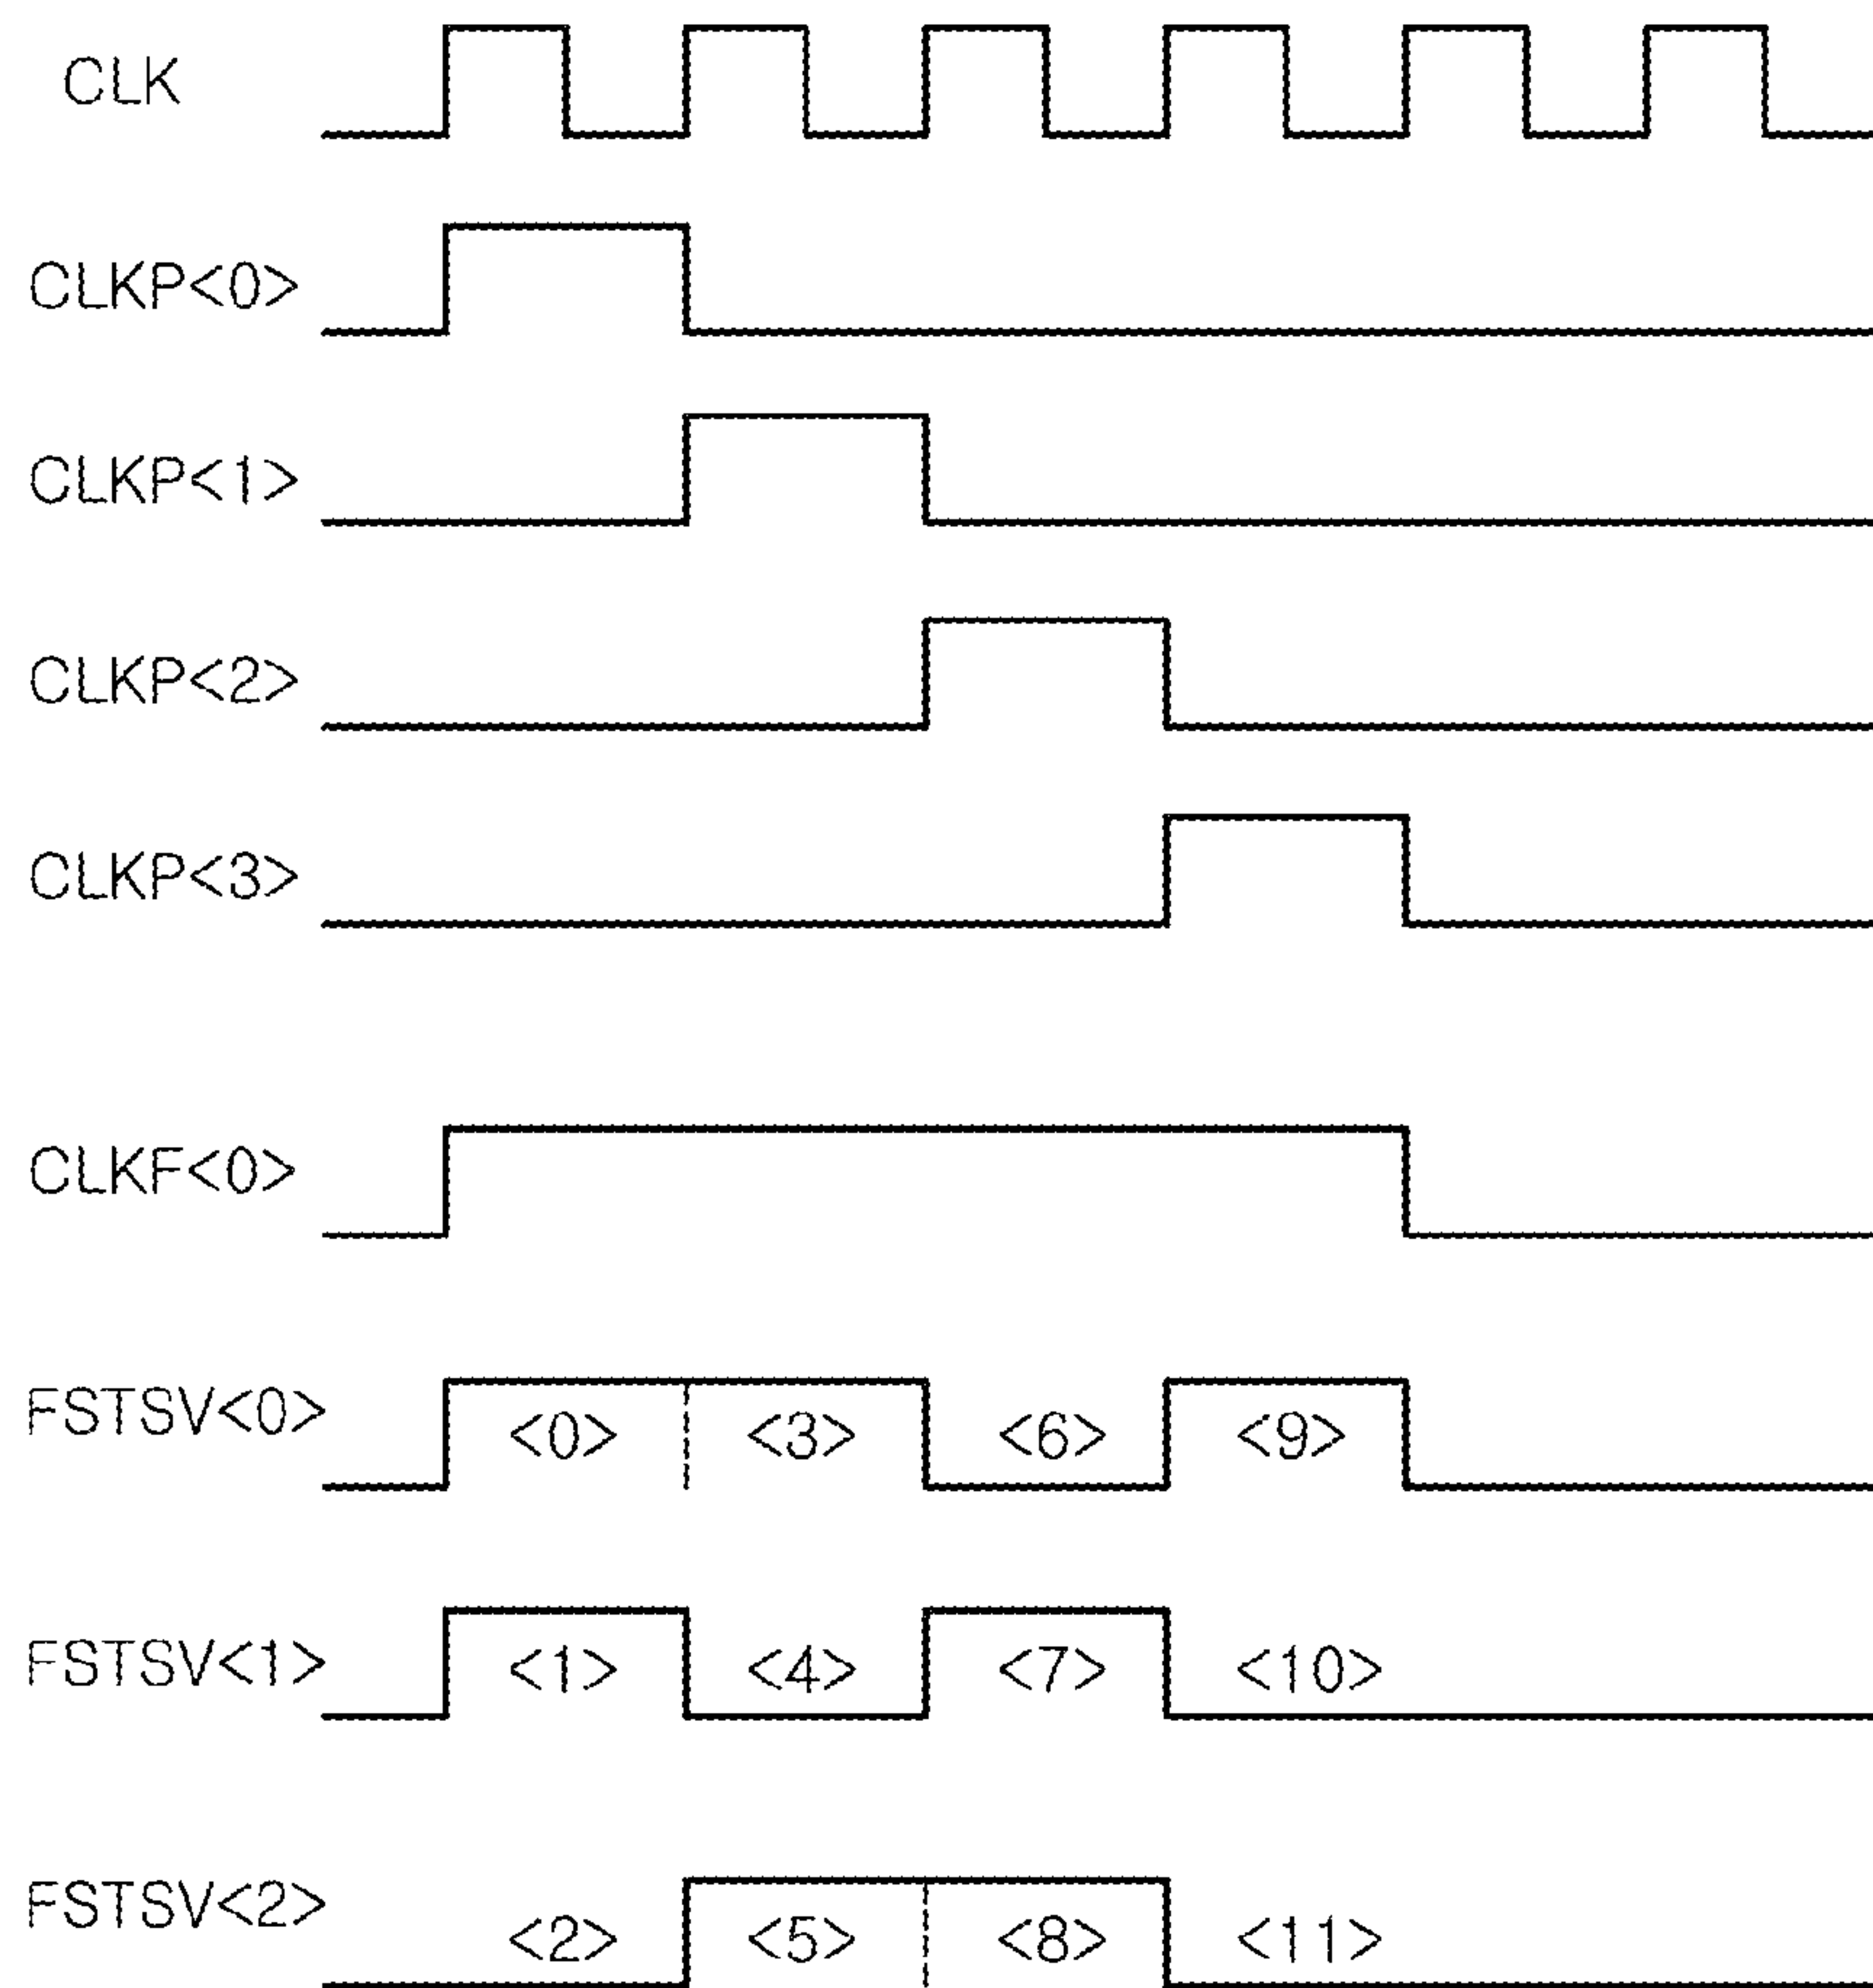 CLK
CLKP<0>
CLKP<1>
CLKP<2>
CLKP<3>
CLKF<0>
FSTSV<0> <0> <3> <6> <9>
FSTSV<1> <1> <4> <7> <10>
FSTSV<2> <2> <5> <8> <11>